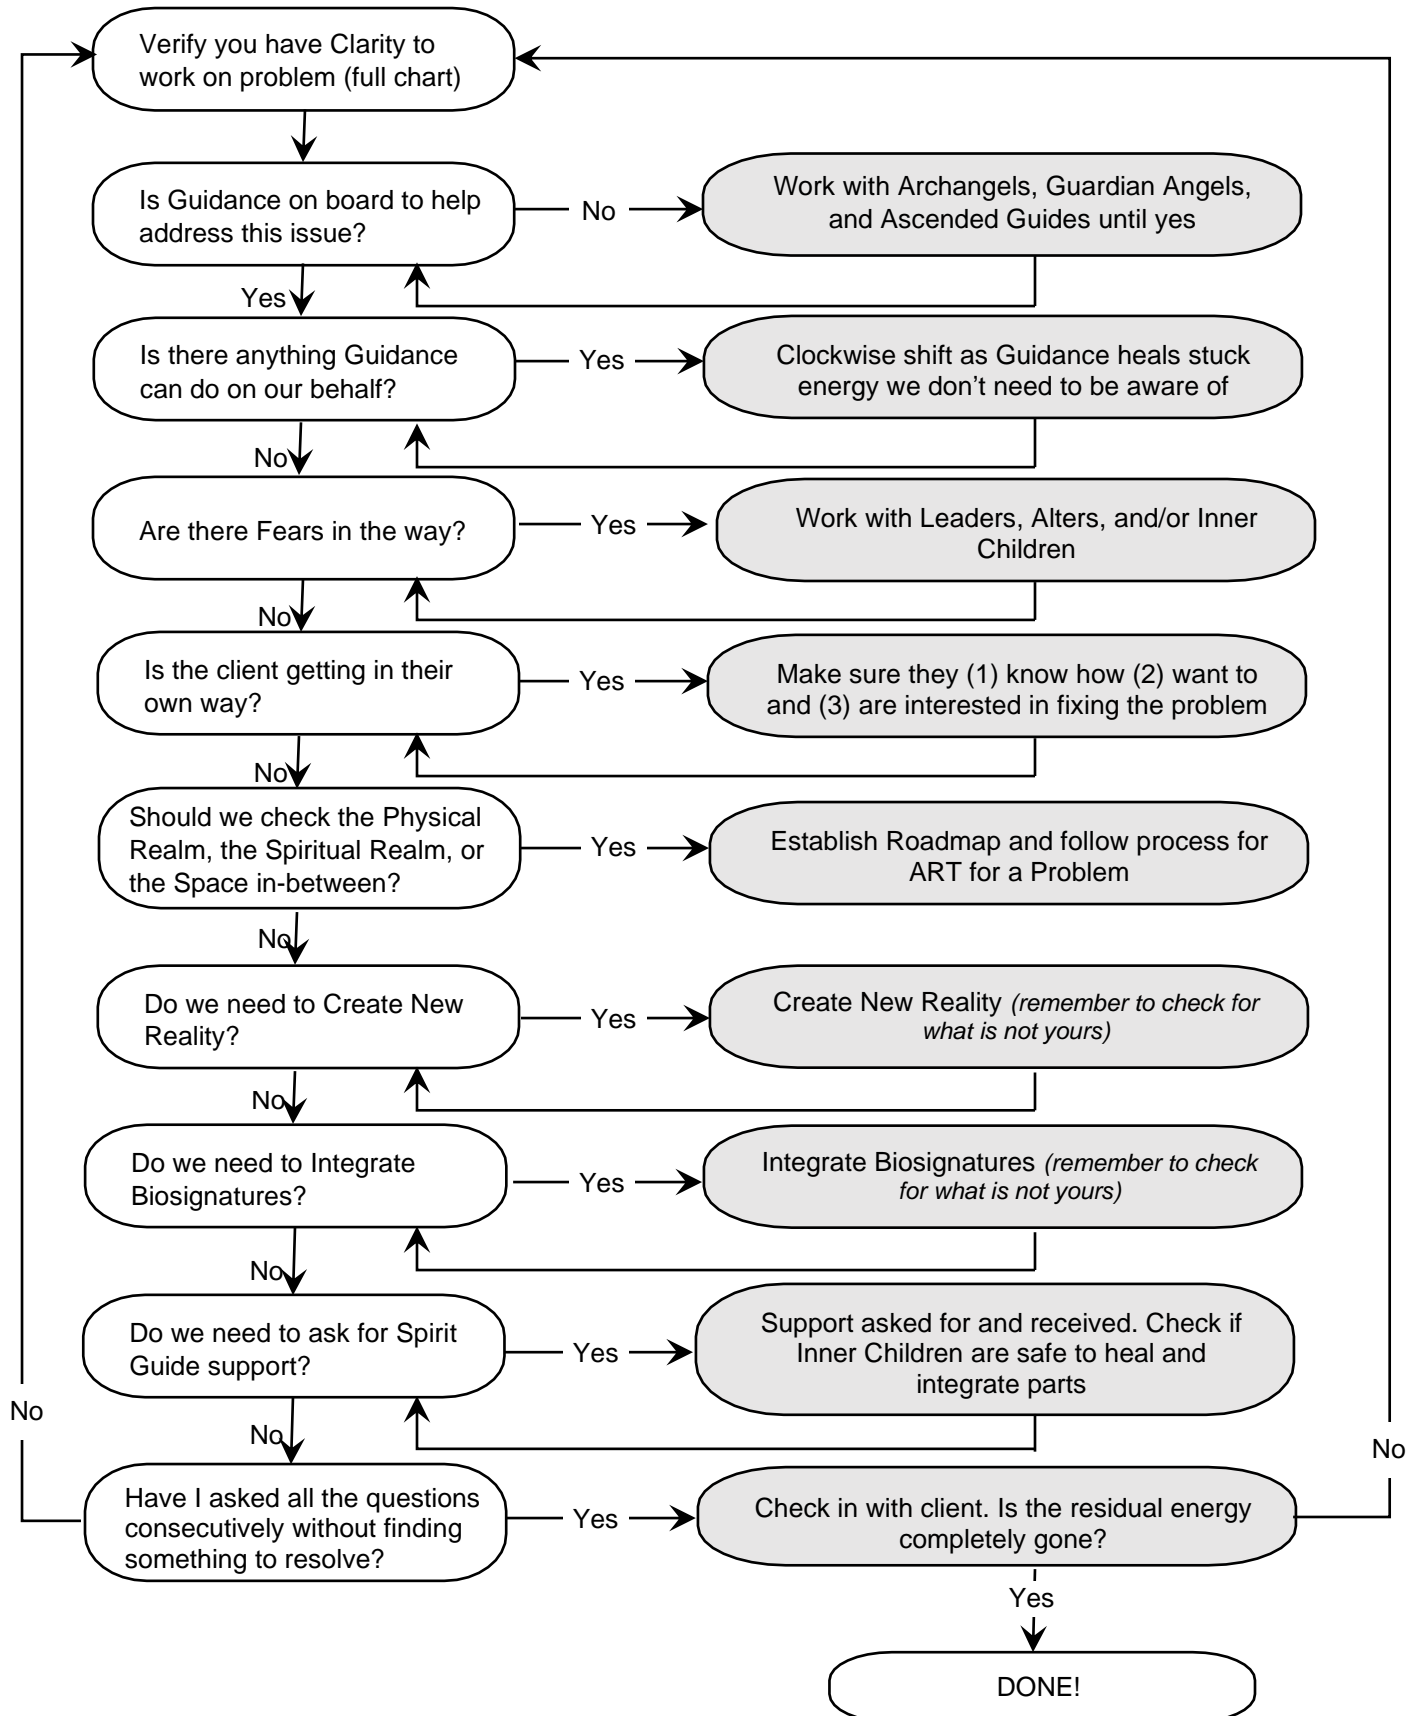 Verify you have Clarity to
work on problem (full chart)
Is Guidance on board to help
address this issue?
No
Work with Archangels, Guardian Angels,
and Ascended Guides until yes
Yes
Is there anything Guidance
can do on our behalf?
Yes
Clockwise shift as Guidance heals stuck
energy we don’t need to be aware of
No
Are there Fears in the way?
Yes
Work with Leaders, Alters, and/or Inner
Children
No
Is the client getting in their
own way?
Yes
Make sure they (1) know how (2) want to
and (3) are interested in fixing the problem
No
Should we check the Physical
Realm, the Spiritual Realm, or
the Space in-between?
Yes
Establish Roadmap and follow process for
ART for a Problem
No
Do we need to Create New
Reality?
Yes
Create New Reality (remember to check for
what is not yours)
No
Do we need to Integrate
Biosignatures?
Yes
Integrate Biosignatures (remember to check
for what is not yours)
No
Do we need to ask for Spirit
Guide support?
Yes
Support asked for and received. Check if
Inner Children are safe to heal and
integrate parts
No
No
No
Have I asked all the questions
consecutively without finding
something to resolve?
Yes
Check in with client. Is the residual energy
completely gone?
Yes
DONE!